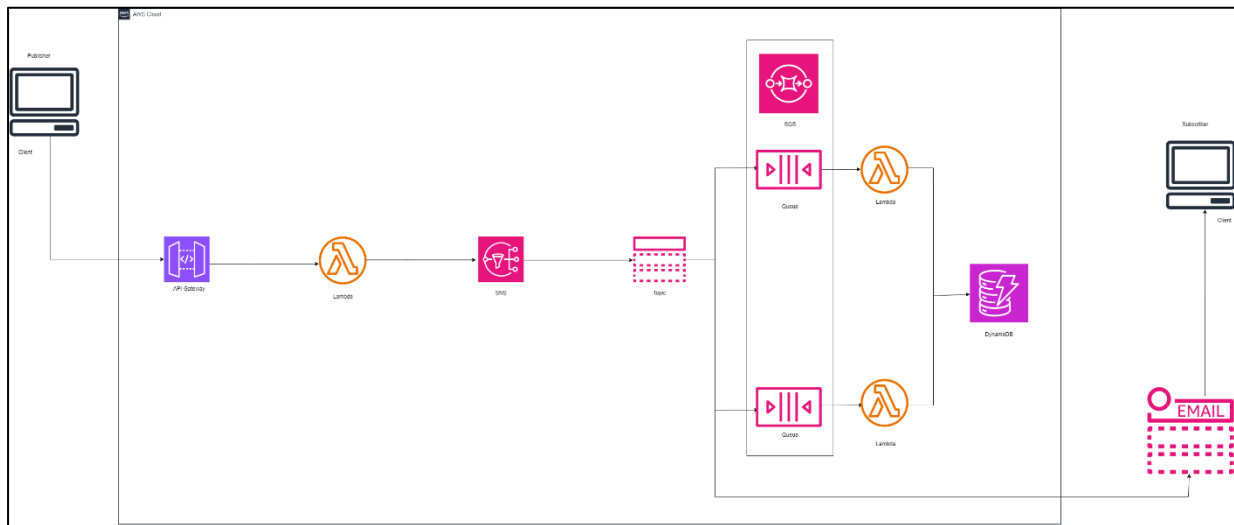 AWS Cloud
Publisher
Client
API Gateway
Lambda
SNS
Topic
SQS
Queue
Lambda
Queue
Lambda
DynamoDB
Subscriber
Client
EMAIL